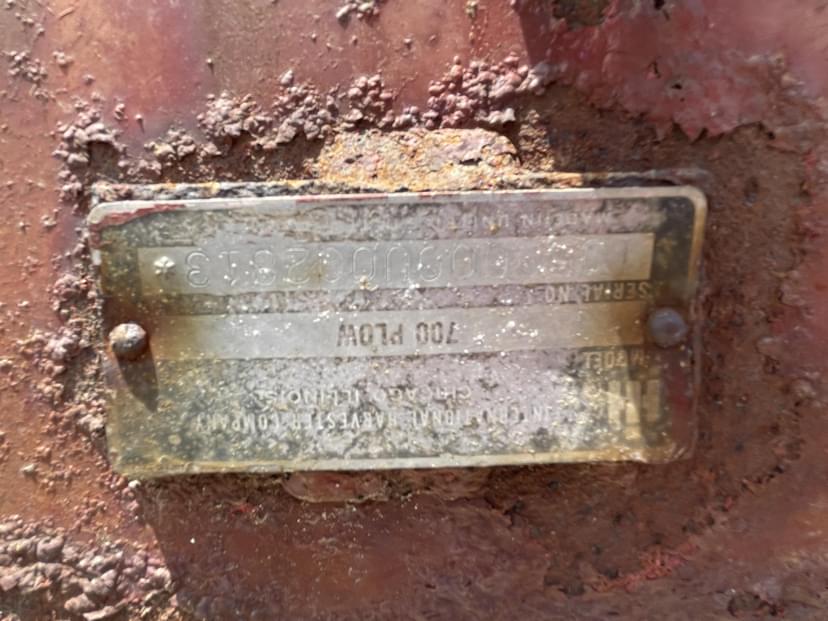 INTERNATIONAL HARVESTER COMPANY
CHICAGO ILLINOIS
MODEL 700 PLOW
SERIAL NO.
MADE IN